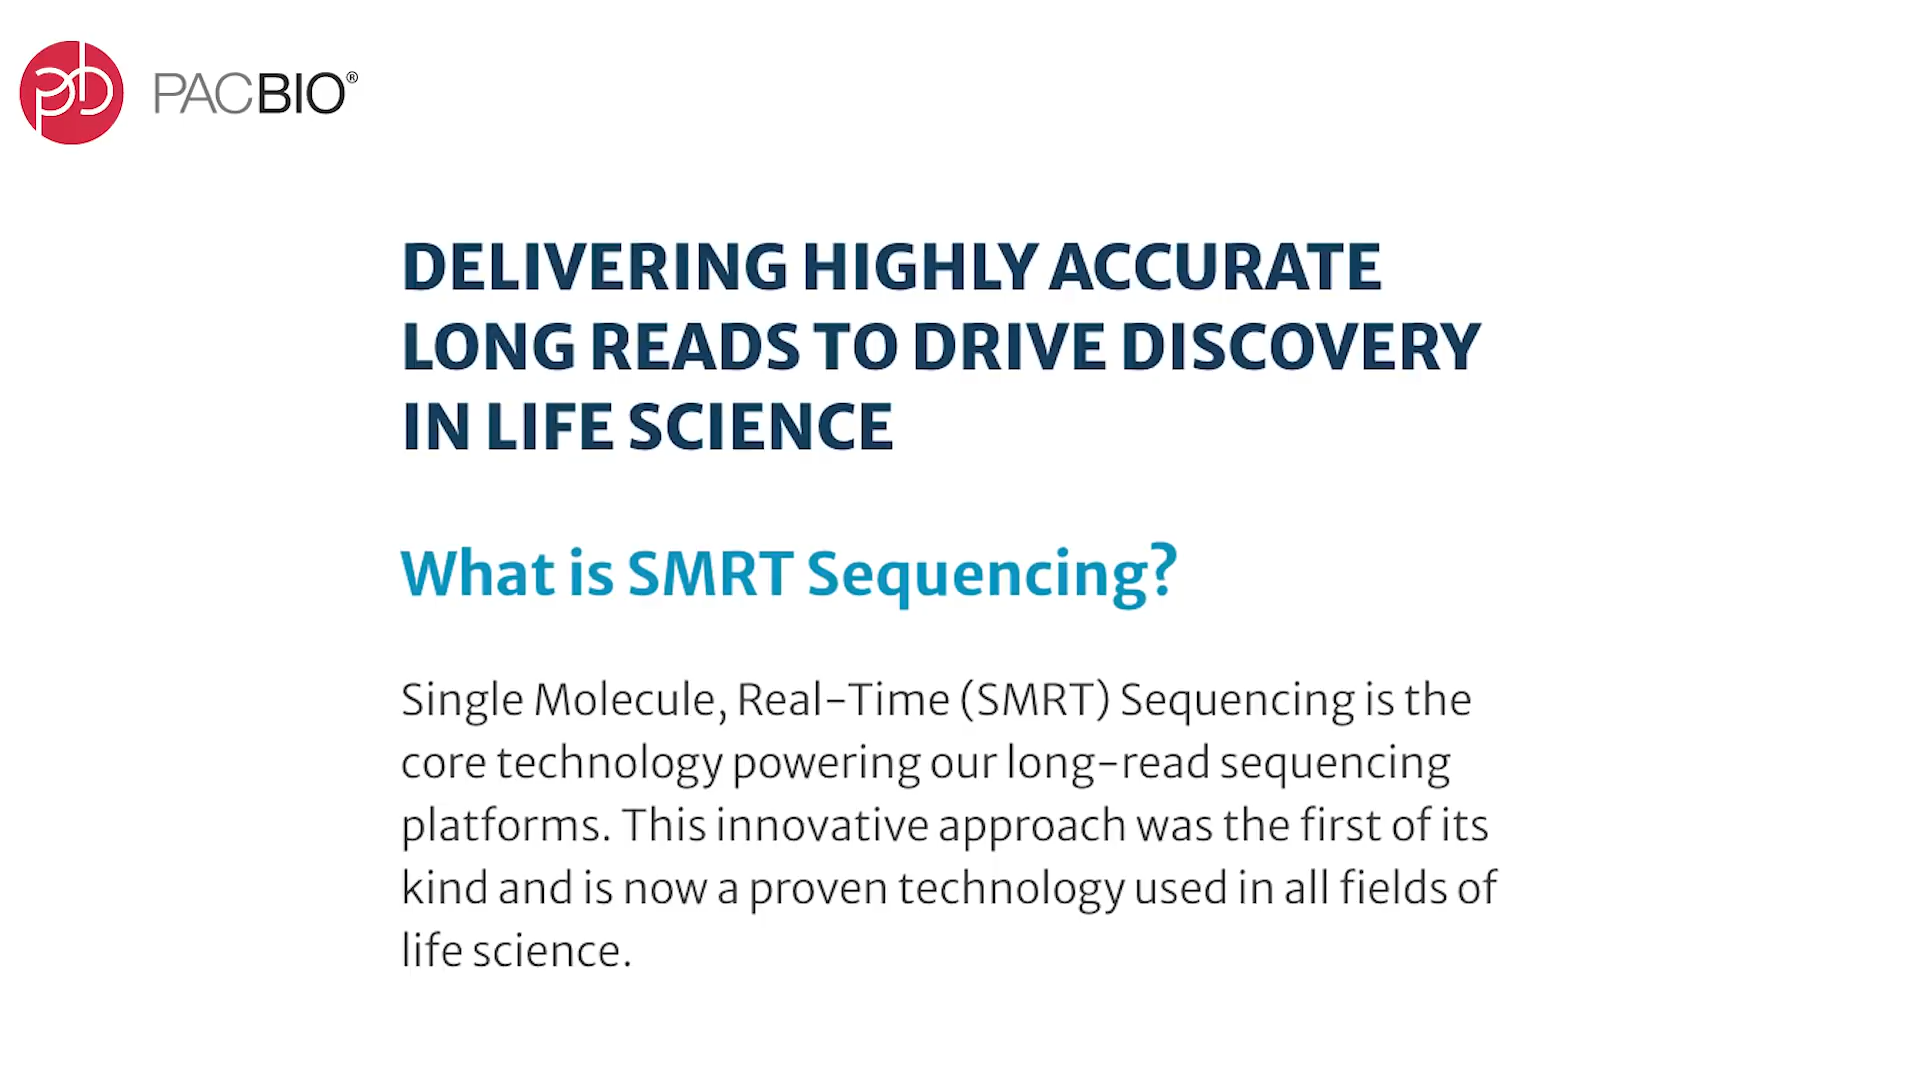 PACBIO®
DELIVERING HIGHLY ACCURATE
LONG READS TO DRIVE DISCOVERY
IN LIFE SCIENCE
What is SMRT Sequencing?
Single Molecule, Real-Time (SMRT) Sequencing is the
core technology powering our long-read sequencing
platforms. This innovative approach was the first of its
kind and is now a proven technology used in all fields of
life science.